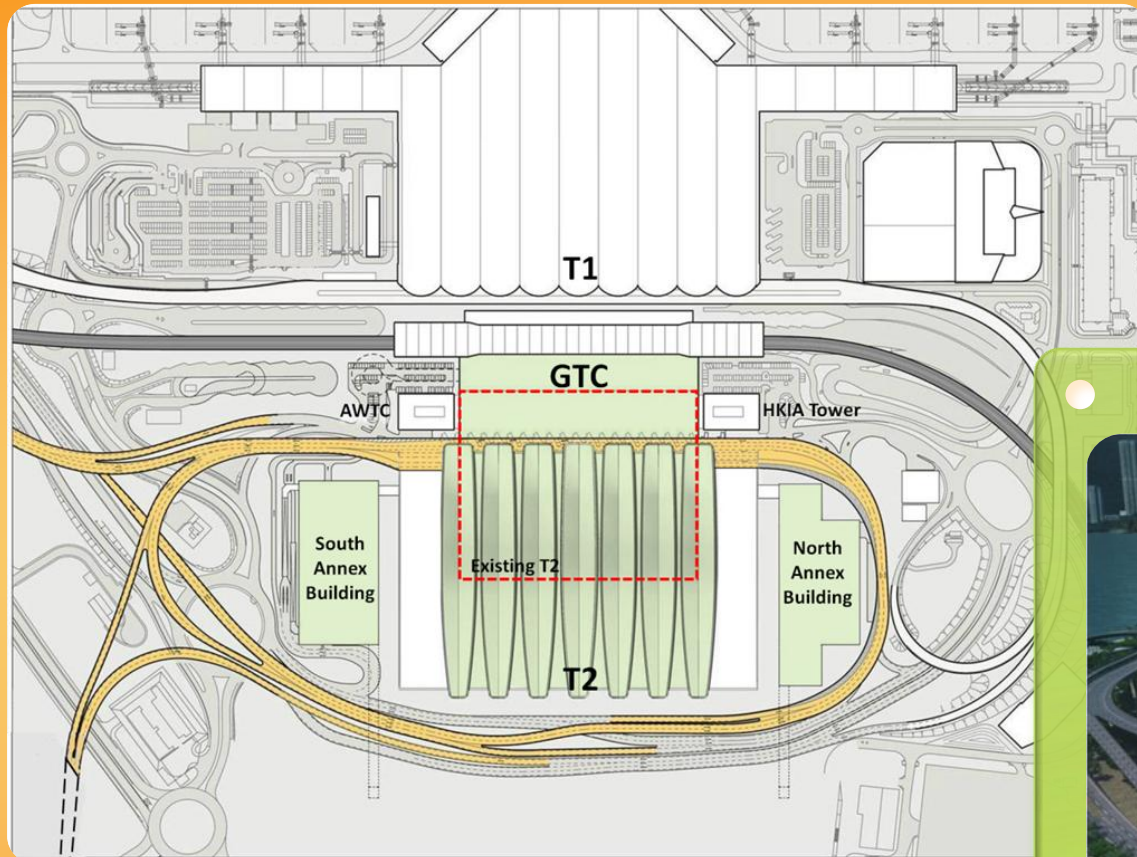 T1
GTC
AWTC
HKIA Tower
South
Annex
Building
Existing T2
North
Annex
Building
T2